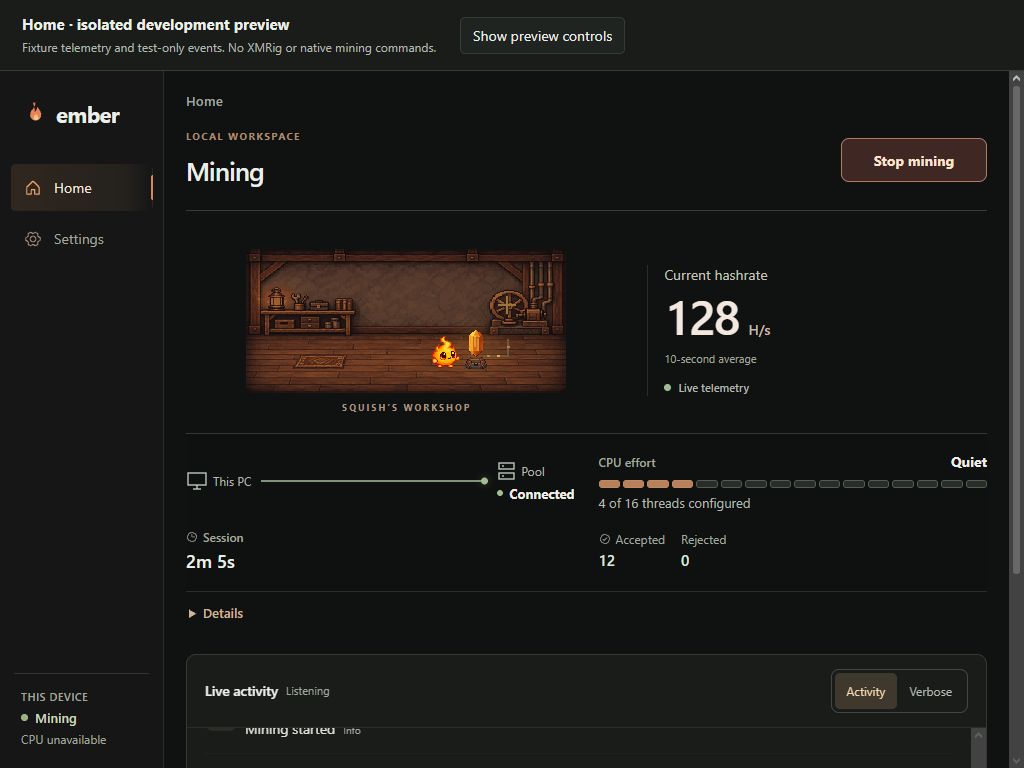 Home · isolated development preview
Fixture telemetry and test-only events. No XMRig or native mining commands.
Show preview controls
ember
Home
Settings
THIS DEVICE
Mining
CPU unavailable
Home
LOCAL WORKSPACE
Mining
Stop mining
SQUISH'S WORKSHOP
Current hashrate
128 H/s
10-second average
Live telemetry
This PC
Pool
Connected
CPU effort
Quiet
4 of 16 threads configured
Session
2m 5s
Accepted
12
Rejected
0
Details
Live activity Listening
Activity
Verbose
Mining started Info